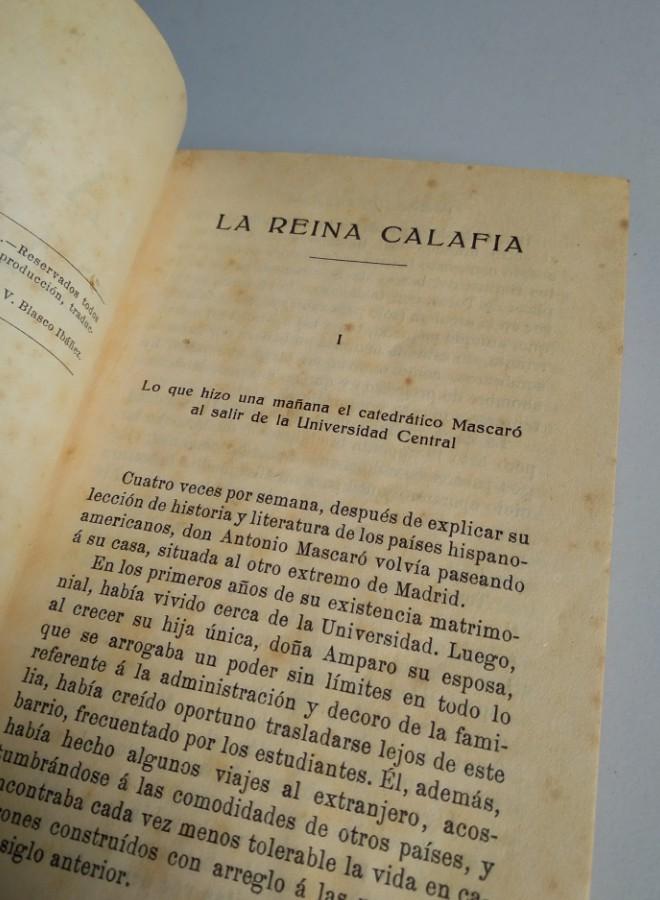 .—Reservados todos
producción, traduc-
V. Blasco Ibáñez.
LA REINA CALAFIA
I
Lo que hizo una mañana el catedrático Mascaró
al salir de la Universidad Central
Cuatro veces por semana, después de explicar su
lección de historia y literatura de los países hispano-
americanos, don Antonio Mascaró volvía paseando
á su casa, situada al otro extremo de Madrid.
En los primeros años de su existencia matrimo-
nial, había vivido cerca de la Universidad. Luego,
al crecer su hija única, doña Amparo su esposa,
que se arrogaba un poder sin límites en todo lo
referente á la administración y decoro de la fami-
lia, había creído oportuno trasladarse lejos de este
barrio, frecuentado por los estudiantes. Él, además,
había hecho algunos viajes al extranjero, acos-
tumbrándose á las comodidades de otros países, y
encontraba cada vez menos tolerable la vida en ca-
rones construídos con arreglo á las
siglo anterior.